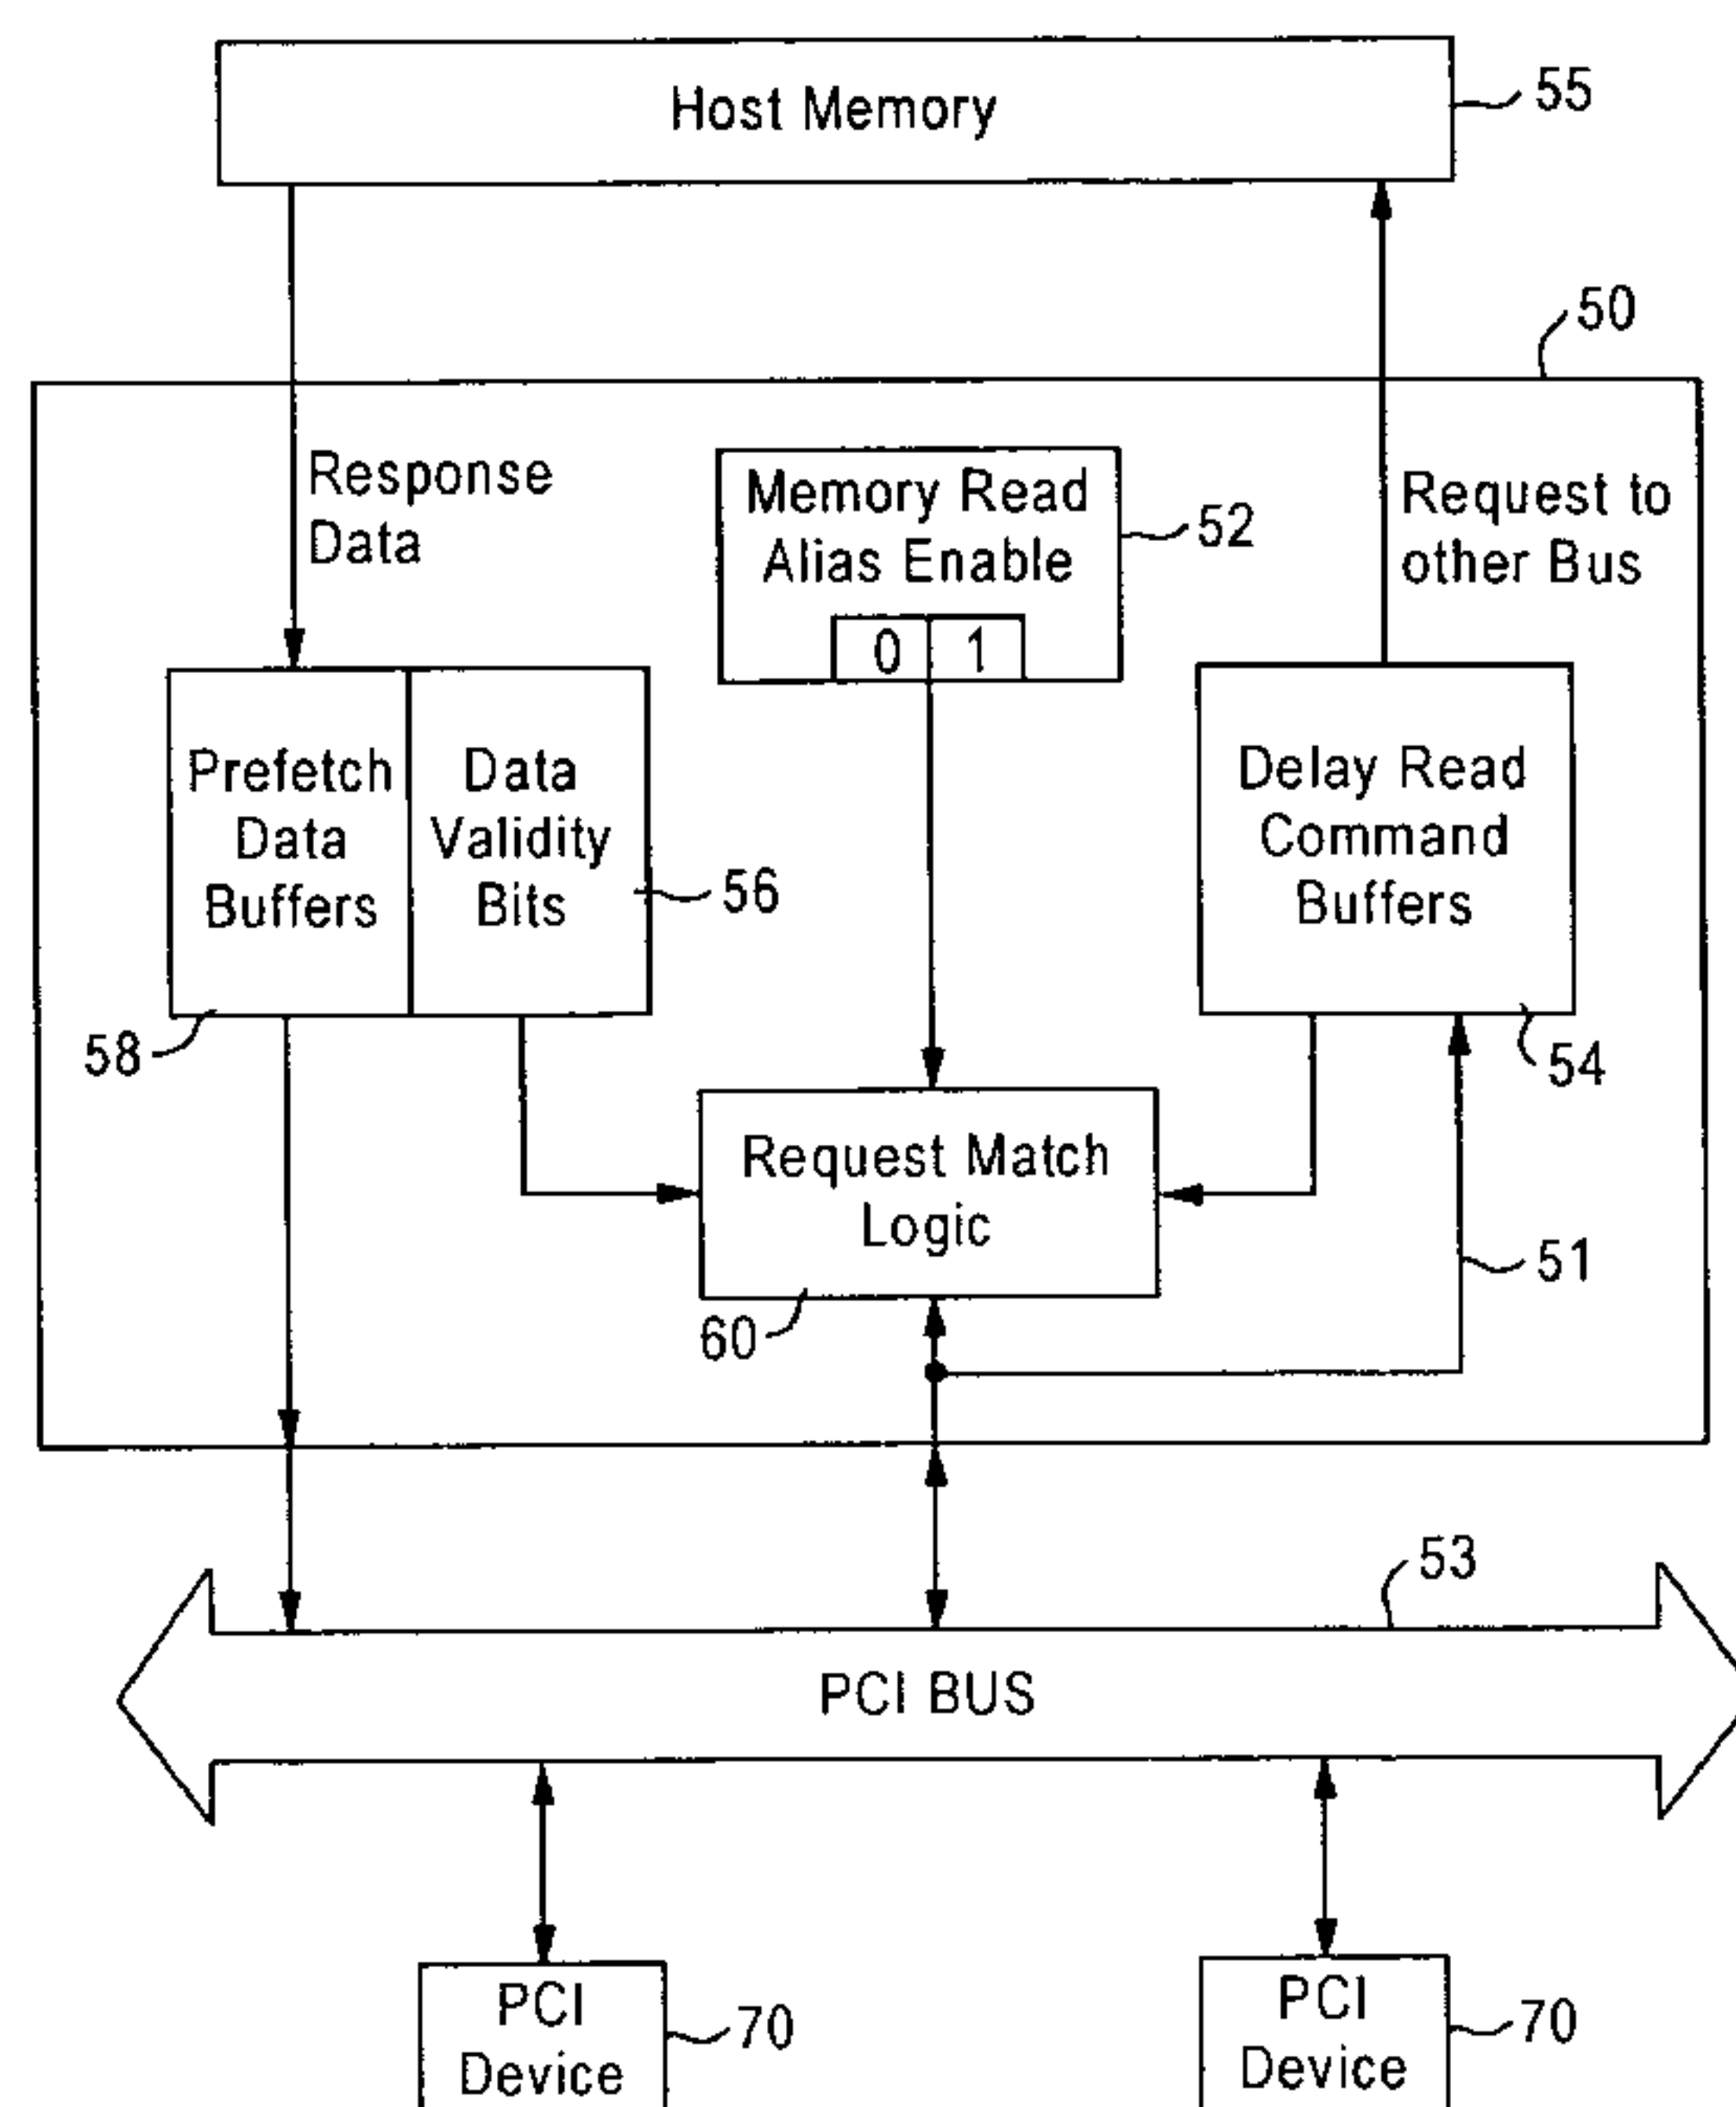 Host Memory
55
50
Response
Data
Memory Read
Alias Enable
0 1
52
Request to
other Bus
Prefetch
Data
Buffers
Data
Validity
Bits
56
Delay Read
Command
Buffers
58
54
Request Match
Logic
51
60
53
PCI BUS
PCI
Device
70
PCI
Device
70